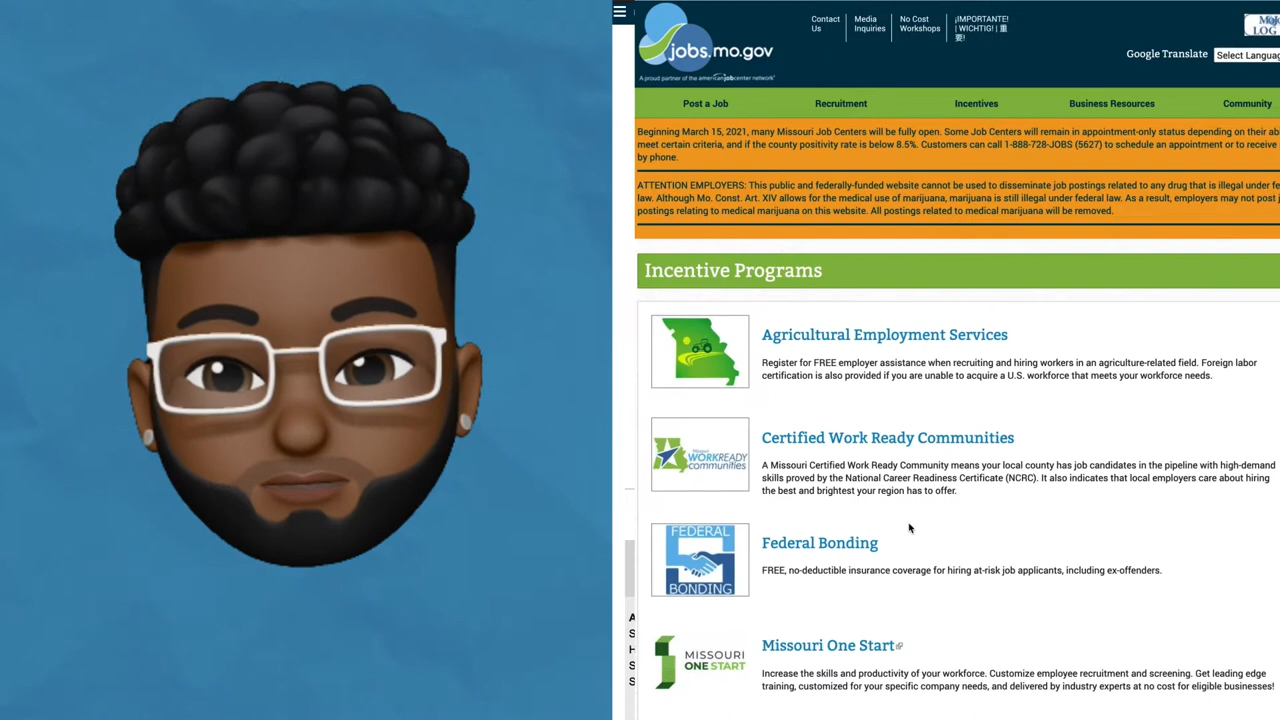 Contact
Us
Media
Inquiries
No Cost
Workshops
¡IMPORTANTE!
| WICHTIG! | 重
要!
LOG
jobs.mo.gov
A proud partner of the americanjobcenter network
Google Translate
Select Langua
Post a Job
Recruitment
Incentives
Business Resources
Community
Beginning March 15, 2021, many Missouri Job Centers will be fully open. Some Job Centers will remain in appointment-only status depending on their ab
meet certain criteria, and if the county positivity rate is below 8.5%. Customers can call 1-888-728-JOBS (5627) to schedule an appointment or to receive
by phone.
ATTENTION EMPLOYERS: This public and federally-funded website cannot be used to disseminate job postings related to any drug that is illegal under fe
law. Although Mo. Const. Art. XIV allows for the medical use of marijuana, marijuana is still illegal under federal law. As a result, employers may not post j
postings relating to medical marijuana on this website. All postings related to medical marijuana will be removed.
Incentive Programs
Agricultural Employment Services
Register for FREE employer assistance when recruiting and hiring workers in an agriculture-related field. Foreign labor
certification is also provided if you are unable to acquire a U.S. workforce that meets your workforce needs.
Missouri
WORKREADY
communities
Certified Work Ready Communities
A Missouri Certified Work Ready Community means your local county has job candidates in the pipeline with high-demand
skills proved by the National Career Readiness Certificate (NCRC). It also indicates that local employers care about hiring
the best and brightest your region has to offer.
FEDERAL
BONDING
Federal Bonding
FREE, no-deductible insurance coverage for hiring at-risk job applicants, including ex-offenders.
MISSOURI
ONE START
Missouri One Start
Increase the skills and productivity of your workforce. Customize employee recruitment and screening. Get leading edge
training, customized for your specific company needs, and delivered by industry experts at no cost for eligible businesses!
A
S
H
S
S